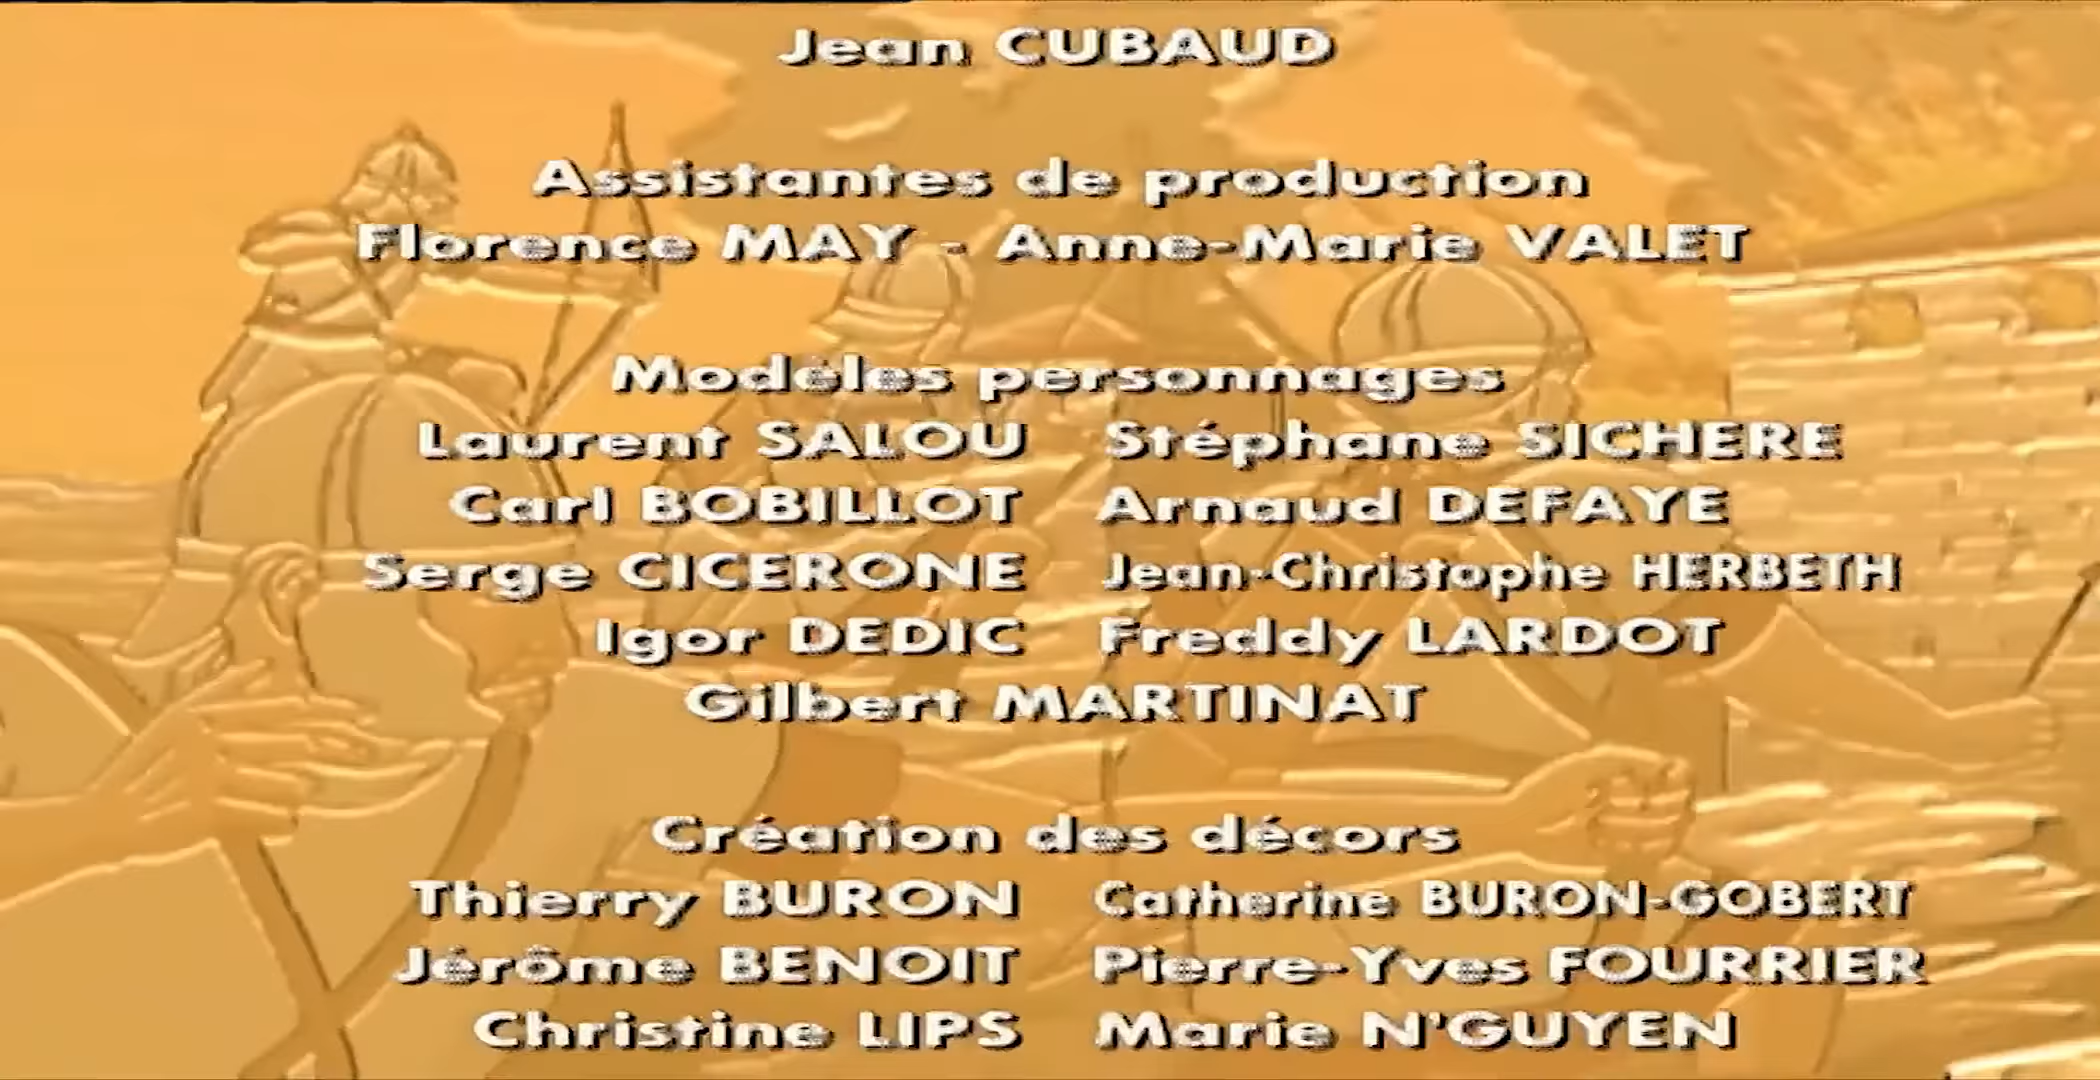 Jean CUBAUD
Assistantes de production
Florence MAY - Anne-Marie VALET
Modèles personnages
Laurent SALOU Stéphane SICHERE
Carl BOBILLOT Arnaud DEFAYE
Serge CICERONE Jean-Christophe HERBETH
Igor DEDIC Freddy LARDOT
Gilbert MARTINAT
Création des décors
Thierry BURON Catherine BURON-GOBERT
Jérôme BENOIT Pierre-Yves FOURRIER
Christine LIPS Marie N'GUYEN